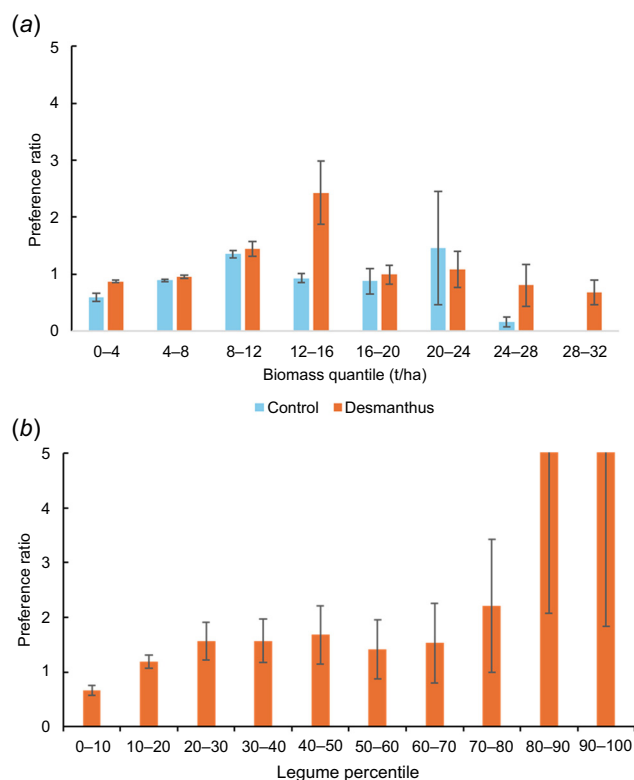 (a)
5
4
3
2
1
0
Preference ratio
0–4 4–8 8–12 12–16 16–20 20–24 24–28 28–32
Biomass quantile (t/ha)
Control Desmanthus
(b)
5
4
3
2
1
0
Preference ratio
0–10 10–20 20–30 30–40 40–50 50–60 60–70 70–80 80–90 90–100
Legume percentile